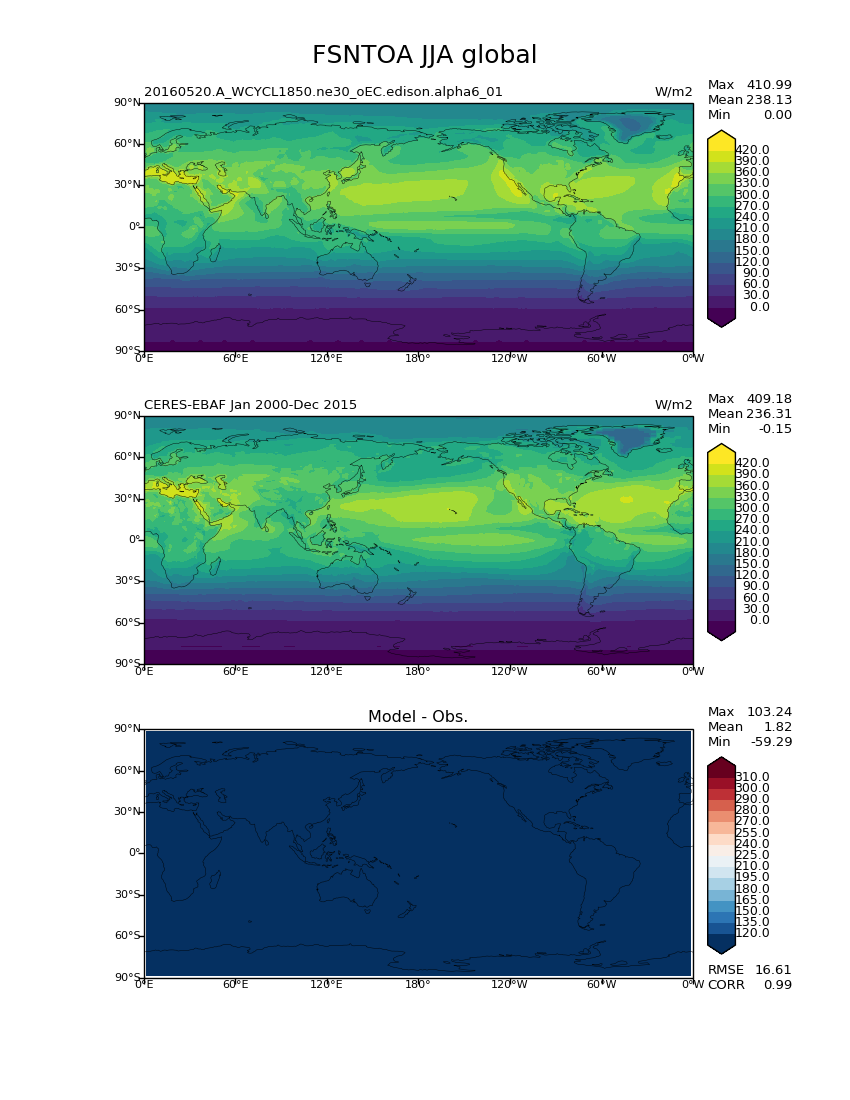 FSNTOA JJA global
20160520.A_WCYCL1850.ne30_oEC.edison.alpha6_01 W/m2
Max 410.99
Mean 238.13
Min 0.00
90°N
60°N
30°N
0°
30°S
60°S
90°S
0°E 60°E 120°E 180° 120°W 60°W 0°W
420.0
390.0
360.0
330.0
300.0
270.0
240.0
210.0
180.0
150.0
120.0
90.0
60.0
30.0
0.0
CERES-EBAF Jan 2000-Dec 2015 W/m2
Max 409.18
Mean 236.31
Min -0.15
90°N
60°N
30°N
0°
30°S
60°S
90°S
0°E 60°E 120°E 180° 120°W 60°W 0°W
420.0
390.0
360.0
330.0
300.0
270.0
240.0
210.0
180.0
150.0
120.0
90.0
60.0
30.0
0.0
Model - Obs.
Max 103.24
Mean 1.82
Min -59.29
90°N
60°N
30°N
0°
30°S
60°S
90°S
0°E 60°E 120°E 180° 120°W 60°W 0°W
310.0
300.0
290.0
280.0
270.0
255.0
240.0
225.0
210.0
195.0
180.0
165.0
150.0
135.0
120.0
RMSE 16.61
CORR 0.99